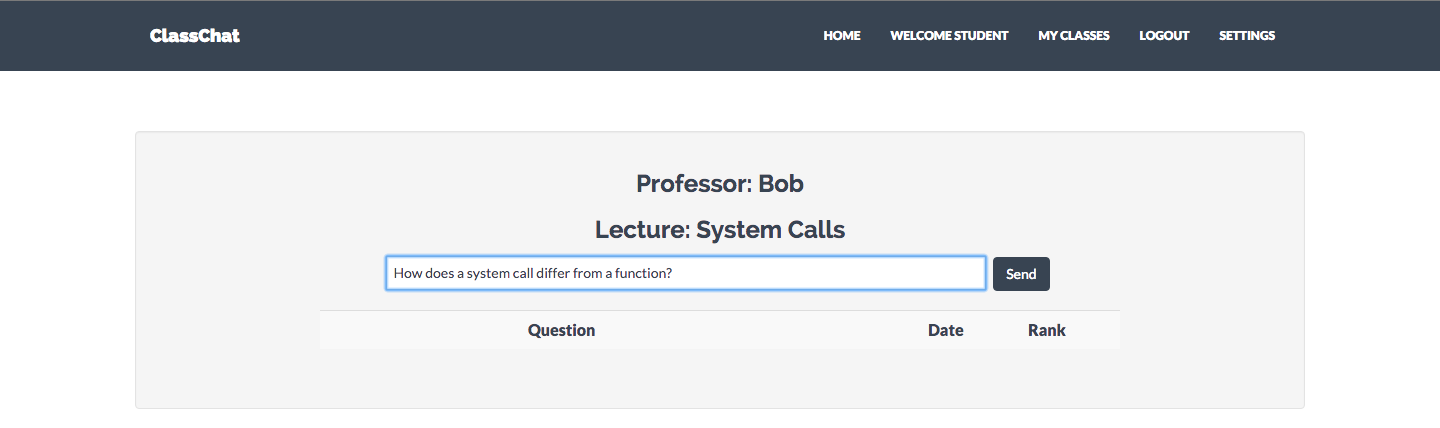 ClassChat HOME WELCOME STUDENT MY CLASSES LOGOUT SETTINGS
Professor: Bob
Lecture: System Calls
How does a system call differ from a function? Send
Question Date Rank